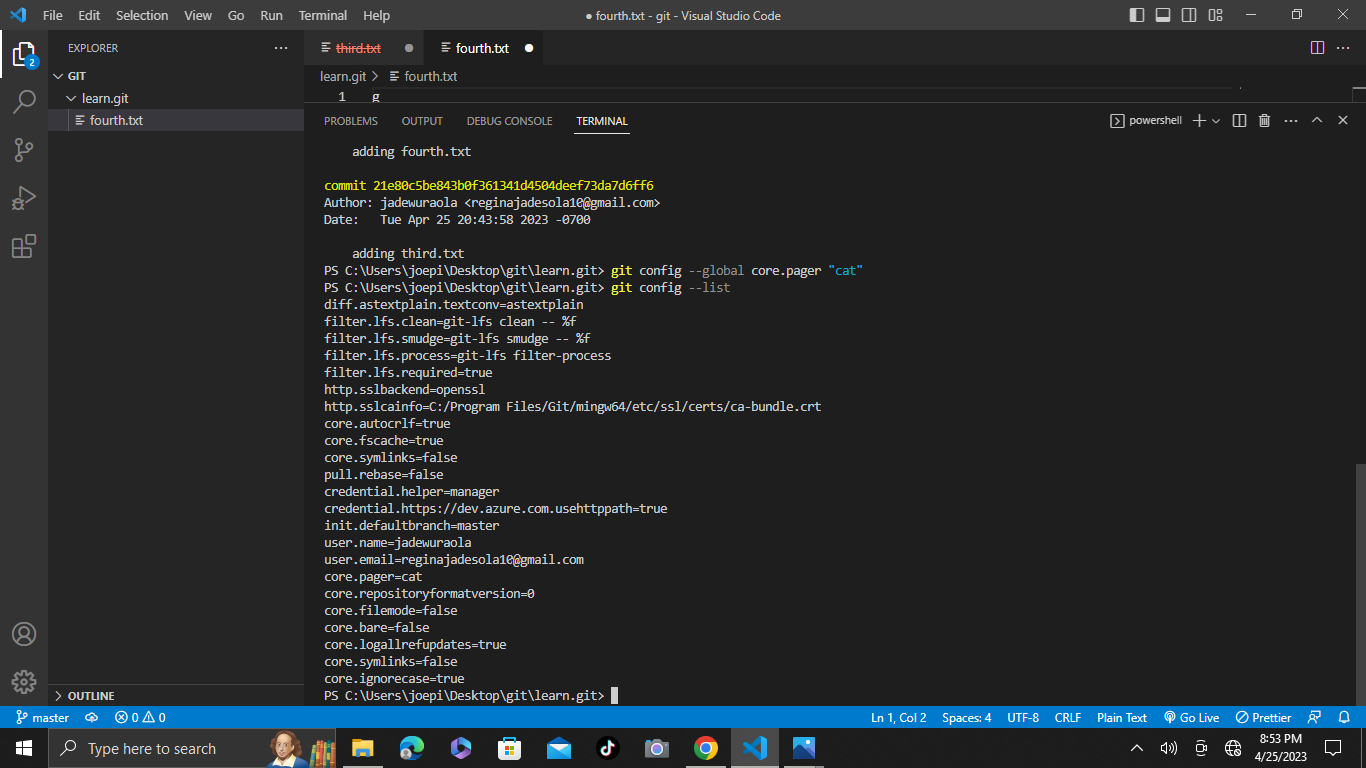 File Edit Selection View Go Run Terminal Help
● fourth.txt - git - Visual Studio Code
2
EXPLORER
GIT
learn.git
fourth.txt
OUTLINE
third.txt
fourth.txt
learn.git > fourth.txt
1 g
PROBLEMS OUTPUT DEBUG CONSOLE TERMINAL
powershell
adding fourth.txt
commit 21e80c5be843b0f361341d4504deef73da7d6ff6
Author: jadewuraola <reginajadesola10@gmail.com>
Date: Tue Apr 25 20:43:58 2023 -0700
adding third.txt
PS C:\Users\joepi\Desktop\git\learn.git> git config --global core.pager "cat"
PS C:\Users\joepi\Desktop\git\learn.git> git config --list
diff.astextplain.textconv=astextplain
filter.lfs.clean=git-lfs clean -- %f
filter.lfs.smudge=git-lfs smudge -- %f
filter.lfs.process=git-lfs filter-process
filter.lfs.required=true
http.sslbackend=openssl
http.sslcainfo=C:/Program Files/Git/mingw64/etc/ssl/certs/ca-bundle.crt
core.autocrlf=true
core.fscache=true
core.symlinks=false
pull.rebase=false
credential.helper=manager
credential.https://dev.azure.com.usehttppath=true
init.defaultbranch=master
user.name=jadewuraola
user.email=reginajadesola10@gmail.com
core.pager=cat
core.repositoryformatversion=0
core.filemode=false
core.bare=false
core.logallrefupdates=true
core.symlinks=false
core.ignorecase=true
PS C:\Users\joepi\Desktop\git\learn.git>
master 0 0 Ln 1, Col 2 Spaces: 4 UTF-8 CRLF Plain Text Go Live Prettier
Type here to search
8:53 PM
4/25/2023